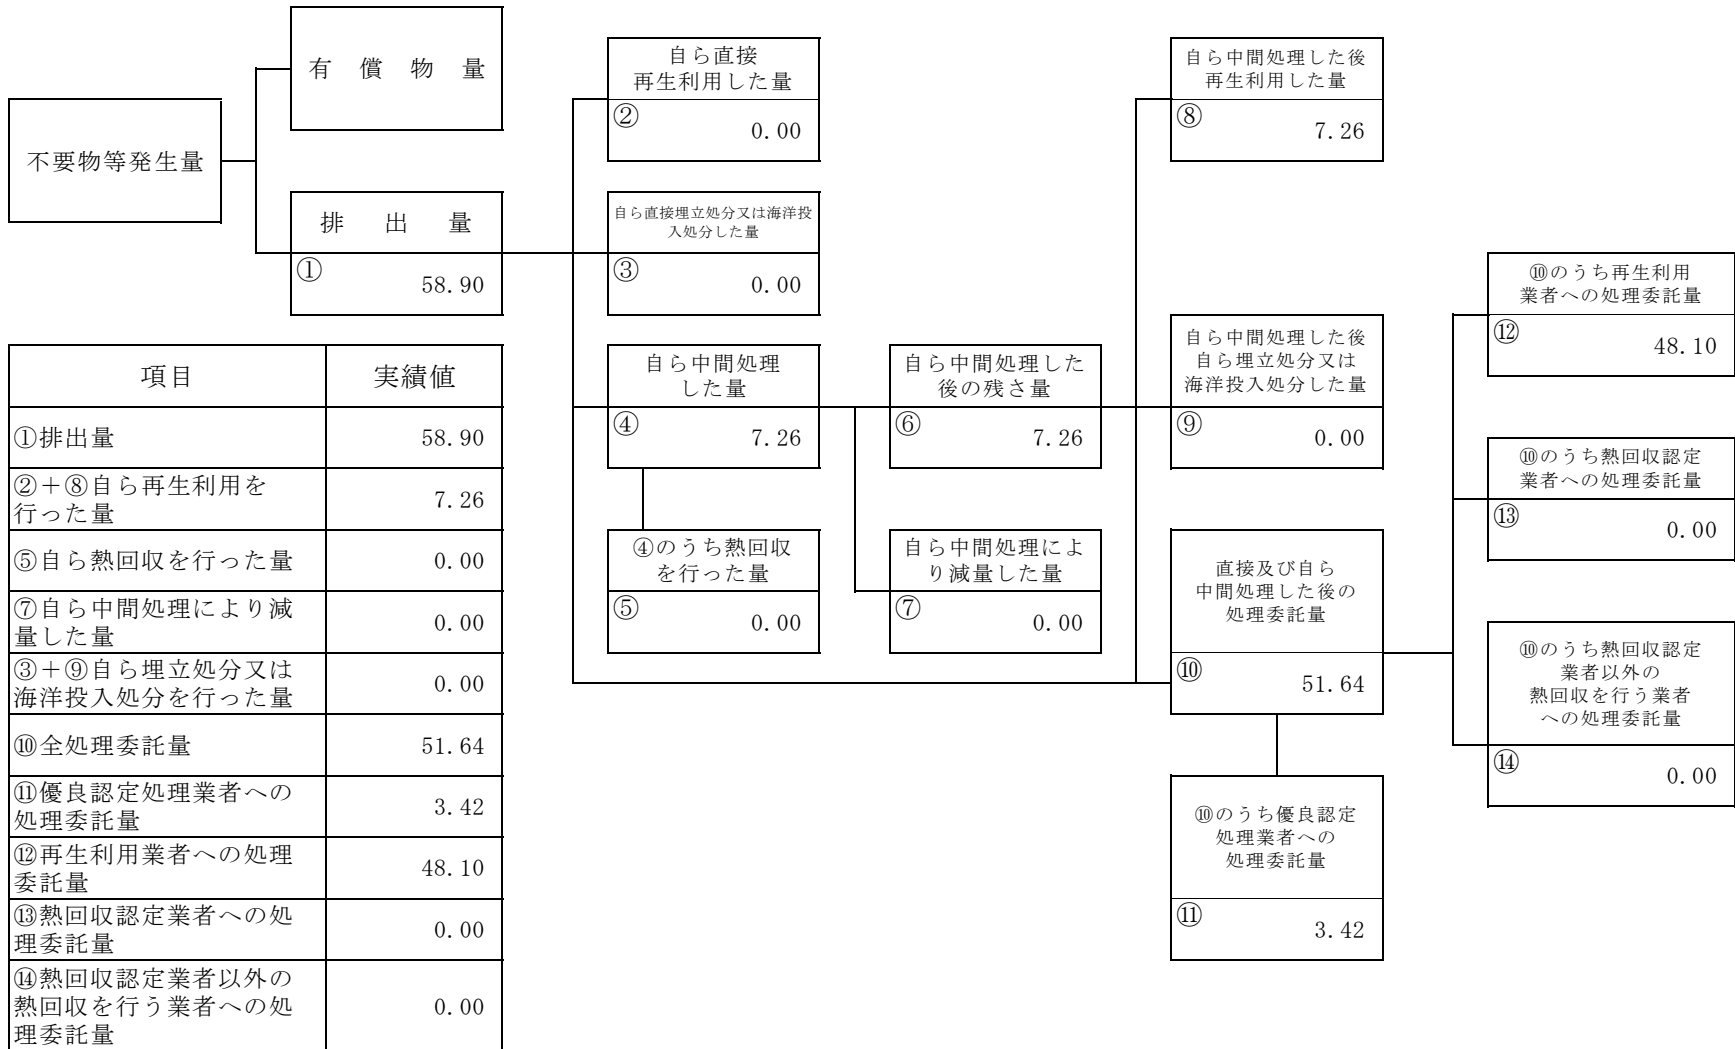 有償物量
不要物等発生量
排出量
①
58.90
自ら直接
再生利用した量
②
0.00
自ら直接埋立処分又は海洋投
入処分した量
③
0.00
自ら中間処理
した量
④
7.26
④のうち熱回収
を行った量
⑤
0.00
自ら中間処理した
後の残さ量
⑥
7.26
自ら中間処理によ
り減量した量
⑦
0.00
自ら中間処理した後
再生利用した量
⑧
7.26
自ら中間処理した後
自ら埋立処分又は
海洋投入処分した量
⑨
0.00
直接及び自ら
中間処理した後の
処理委託量
⑩
51.64
⑩のうち優良認定
処理業者への
処理委託量
⑪
3.42
⑩のうち再生利用
業者への処理委託量
⑫
48.10
⑩のうち熱回収認定
業者への処理委託量
⑬
0.00
⑩のうち熱回収認定
業者以外の
熱回収を行う業者
への処理委託量
⑭
0.00
項目 実績値
①排出量 58.90
②+⑧自ら再生利用を
行った量 7.26
⑤自ら熱回収を行った量 0.00
⑦自ら中間処理により減
量した量 0.00
③+⑨自ら埋立処分又は
海洋投入処分を行った量 0.00
⑩全処理委託量 51.64
⑪優良認定処理業者への
処理委託量 3.42
⑫再生利用業者への処理
委託量 48.10
⑬熱回収認定業者への処
理委託量 0.00
⑭熱回収認定業者以外の
熱回収を行う業者への処
理委託量 0.00